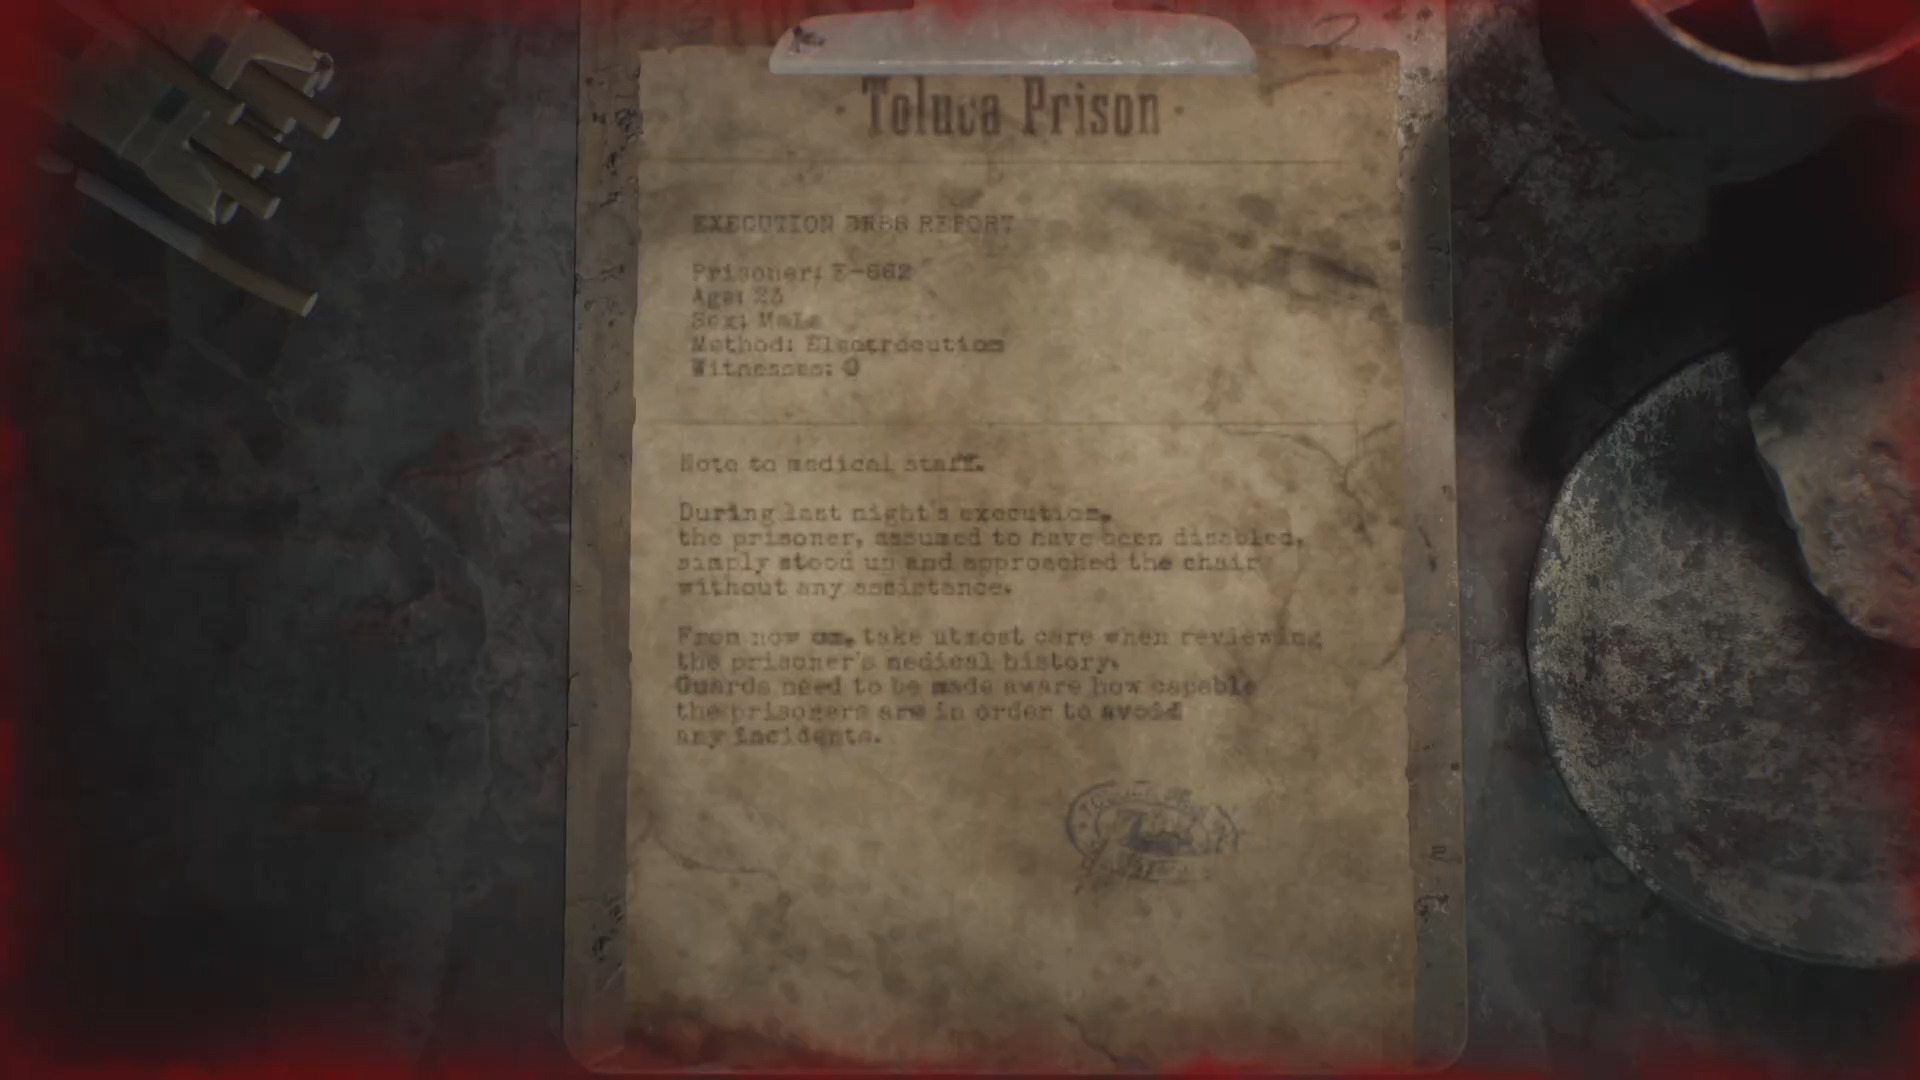 · Toluca Prison ·
EXECUTION REPORT
Prisoner:
Age: 23
Sex: Male
Method: Electrocution
Witnesses: 0
Note to medical staff.
During last night's execution,
the prisoner, assumed to have been disabled,
simply stood up and approached the chair
without any assistance.
From now on, take utmost care when reviewing
the prisoner's medical history.
Guards need to be made aware how capable
the prisoners are in order to avoid
any incidents.